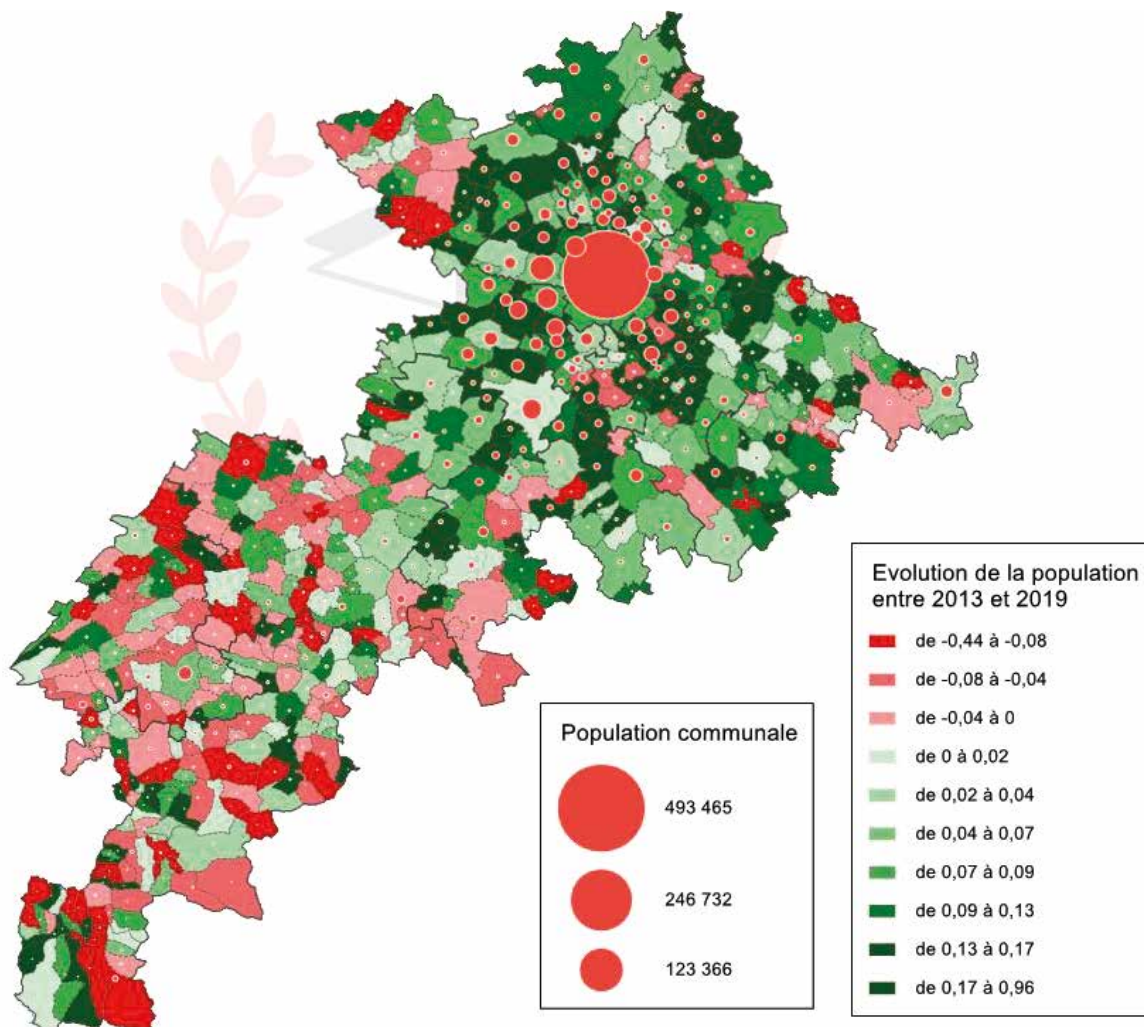 Evolution de la population
entre 2013 et 2019
de -0,44 à -0,08
de -0,08 à -0,04
de -0,04 à 0
de 0 à 0,02
de 0,02 à 0,04
de 0,04 à 0,07
de 0,07 à 0,09
de 0,09 à 0,13
de 0,13 à 0,17
de 0,17 à 0,96
Population communale
493 465
246 732
123 366